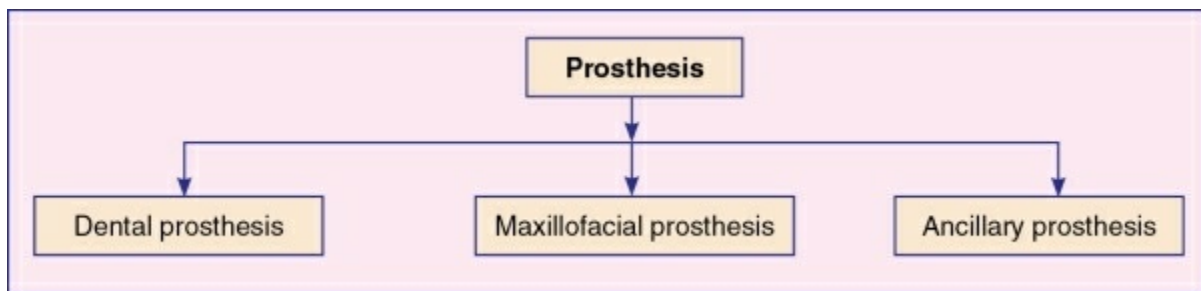 Prosthesis
Dental prosthesis
Maxillofacial prosthesis
Ancillary prosthesis